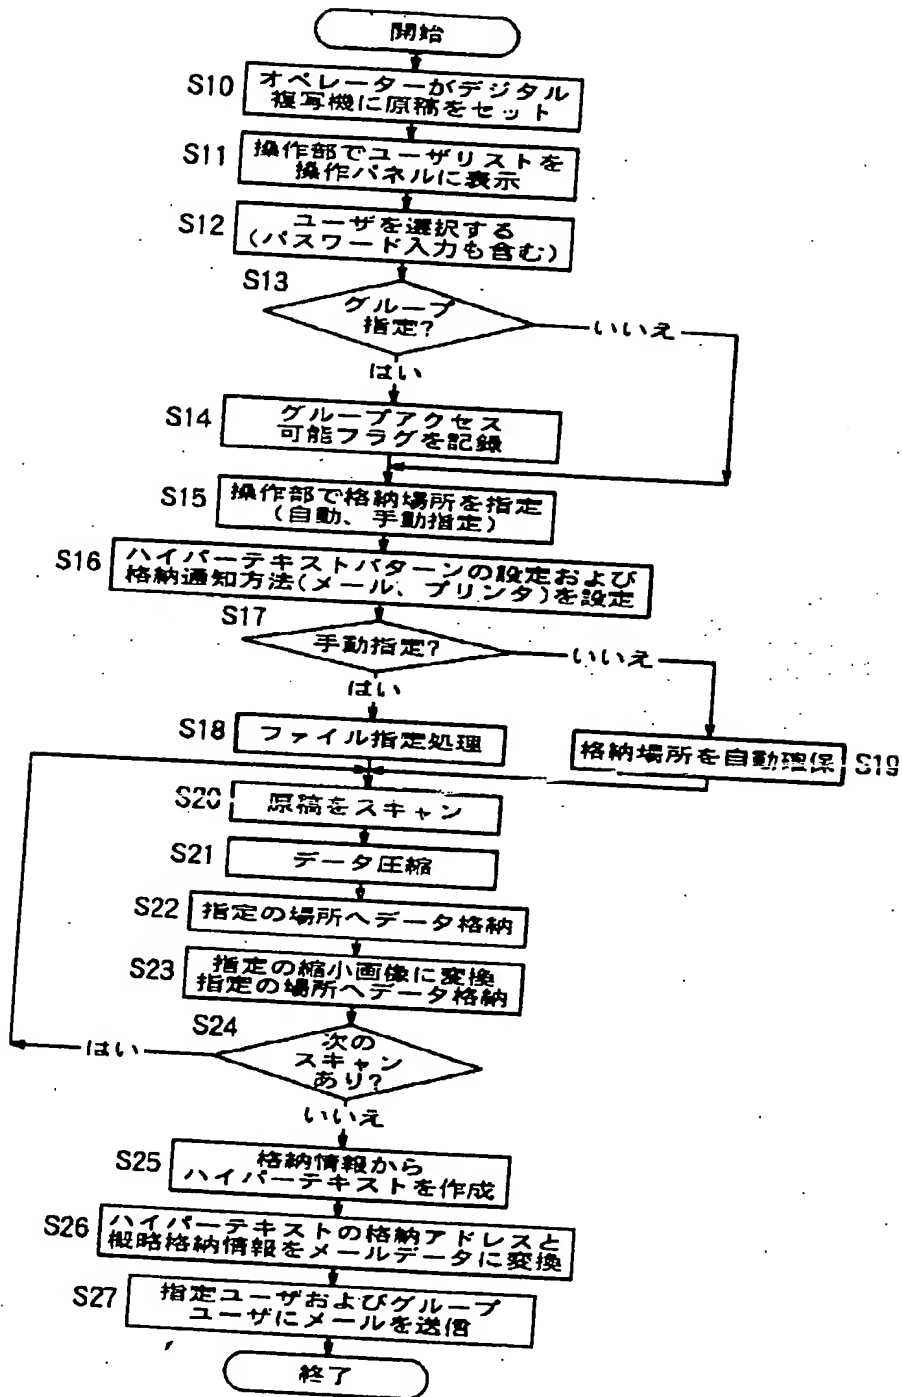 開始
S10
オペレーターがデジタル
複写機に原稿をセット
S11
操作部でユーザリストを
操作パネルに表示
S12
ユーザを選択する
(パスワード入力も含む)
S13
グループ
指定?
いいえ
はい
S14
グループアクセス
可能フラグを記録
S15
操作部で格納場所を指定
(自動、手動指定)
S16
ハイパーテキストパターンの設定および
格納通知方法(メール、プリンタ)を設定
S17
手動指定?
いいえ
はい
S18
ファイル指定処理
格納場所を自動確保
S19
S20
原稿をスキャン
S21
データ圧縮
S22
指定の場所へデータ格納
S23
指定の縮小画像に変換
指定の場所へデータ格納
S24
次の
スキャン
あり?
はい
いいえ
S25
格納情報から
ハイパーテキストを作成
S26
ハイパーテキストの格納アドレスと
概略格納情報をメールデータに変換
S27
指定ユーザおよびグループ
ユーザにメールを送信
終了